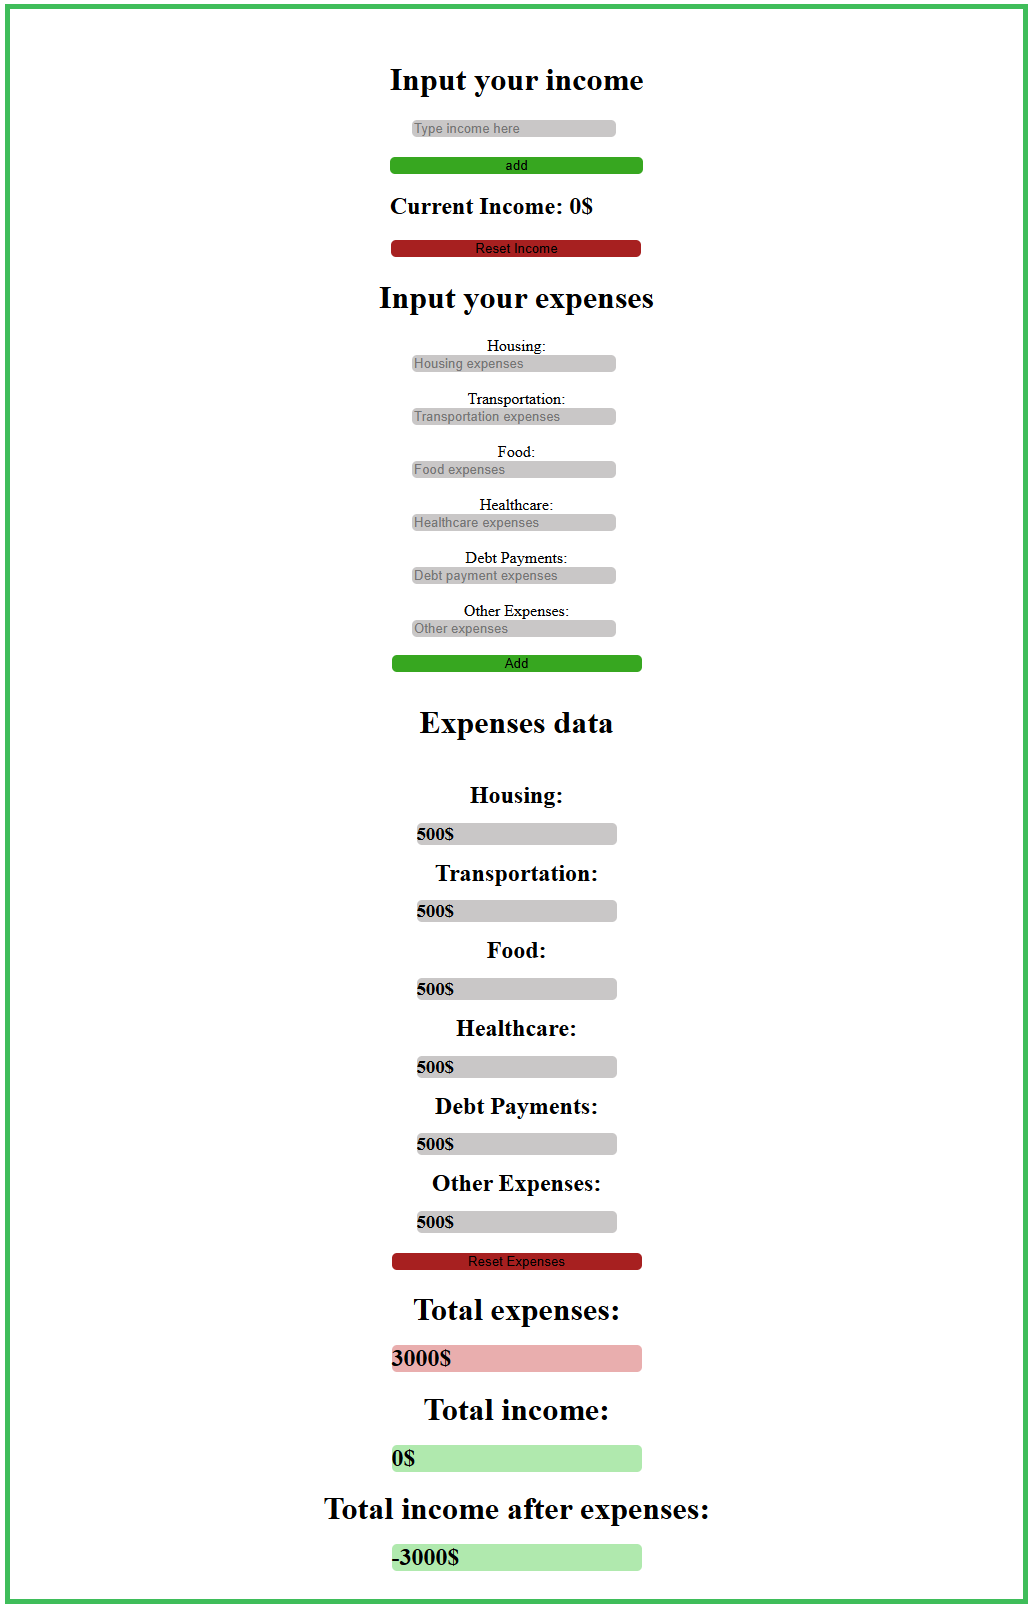 Input your income
Type income here
add
Current Income: 0$
Reset Income
Input your expenses
Housing:
Housing expenses
Transportation:
Transportation expenses
Food:
Food expenses
Healthcare:
Healthcare expenses
Debt Payments:
Debt payment expenses
Other Expenses:
Other expenses
Add
Expenses data
Housing:
500$
Transportation:
500$
Food:
500$
Healthcare:
500$
Debt Payments:
500$
Other Expenses:
500$
Reset Expenses
Total expenses:
3000$
Total income:
0$
Total income after expenses:
-3000$